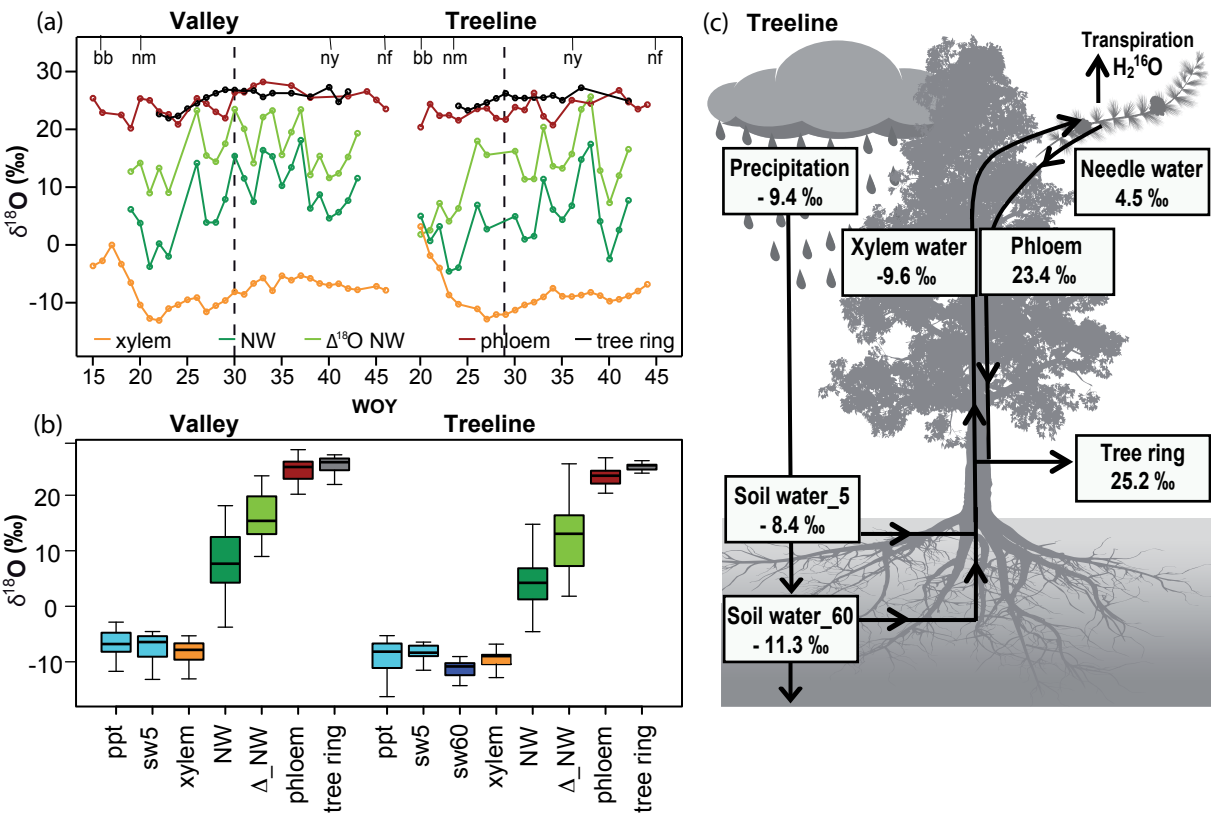 (a)
Valley
Treeline
bb
nm
ny
nf
bb
nm
ny
nf
δ¹⁸O (‰)
30
20
10
0
-10
xylem
NW
Δ¹⁸O NW
phloem
tree ring
15 20 25 30 35 40 45
20 25 30 35 40 45
WOY
(b)
Valley
Treeline
δ¹⁸O (‰)
20
10
0
-10
ppt
sw5
xylem
NW
Δ_NW
phloem
tree ring
ppt
sw5
sw60
xylem
NW
Δ_NW
phloem
tree ring
(c) Treeline
Transpiration
H₂¹⁶O
Precipitation
- 9.4 ‰
Needle water
4.5 ‰
Xylem water
-9.6 ‰
Phloem
23.4 ‰
Tree ring
25.2 ‰
Soil water_5
- 8.4 ‰
Soil water_60
- 11.3 ‰